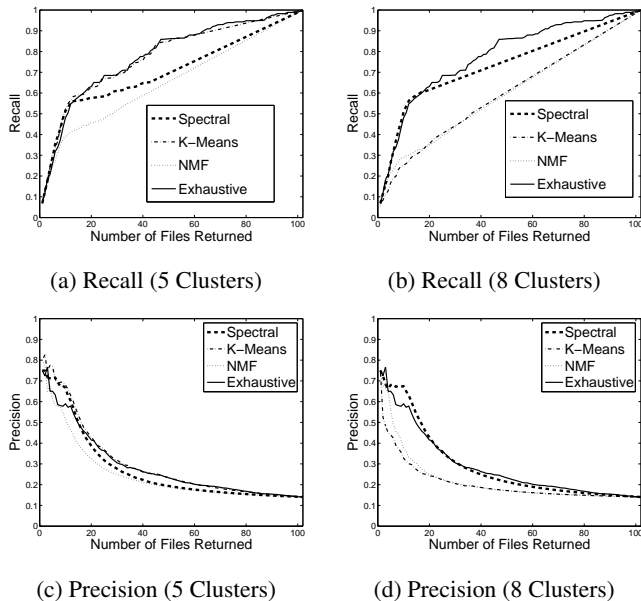 1
0.9
0.8
0.7
0.6
0.5
0.4
0.3
0.2
0.1
0
0 20 40 60 80 100
Recall
Number of Files Returned
Spectral
K-Means
NMF
Exhaustive
(a) Recall (5 Clusters)
1
0.9
0.8
0.7
0.6
0.5
0.4
0.3
0.2
0.1
0
0 20 40 60 80 100
Recall
Number of Files Returned
Spectral
K-Means
NMF
Exhaustive
(b) Recall (8 Clusters)
1
0.9
0.8
0.7
0.6
0.5
0.4
0.3
0.2
0.1
0
0 20 40 60 80 100
Precision
Number of Files Returned
Spectral
K-Means
NMF
Exhaustive
(c) Precision (5 Clusters)
1
0.9
0.8
0.7
0.6
0.5
0.4
0.3
0.2
0.1
0
0 20 40 60 80 100
Precision
Number of Files Returned
Spectral
K-Means
NMF
Exhaustive
(d) Precision (8 Clusters)